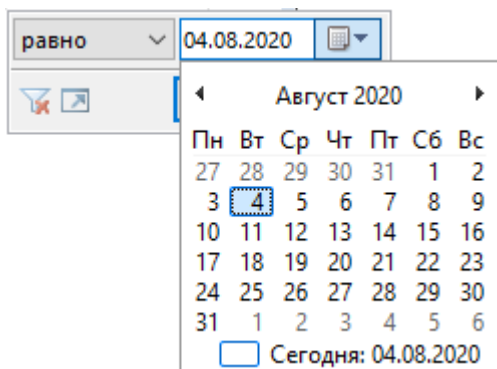 равно 04.08.2020
Август 2020
Пн Вт Ср Чт Пт Сб Вс
27 28 29 30 31 1 2
3 4 5 6 7 8 9
10 11 12 13 14 15 16
17 18 19 20 21 22 23
24 25 26 27 28 29 30
31 1 2 3 4 5 6
Сегодня: 04.08.2020